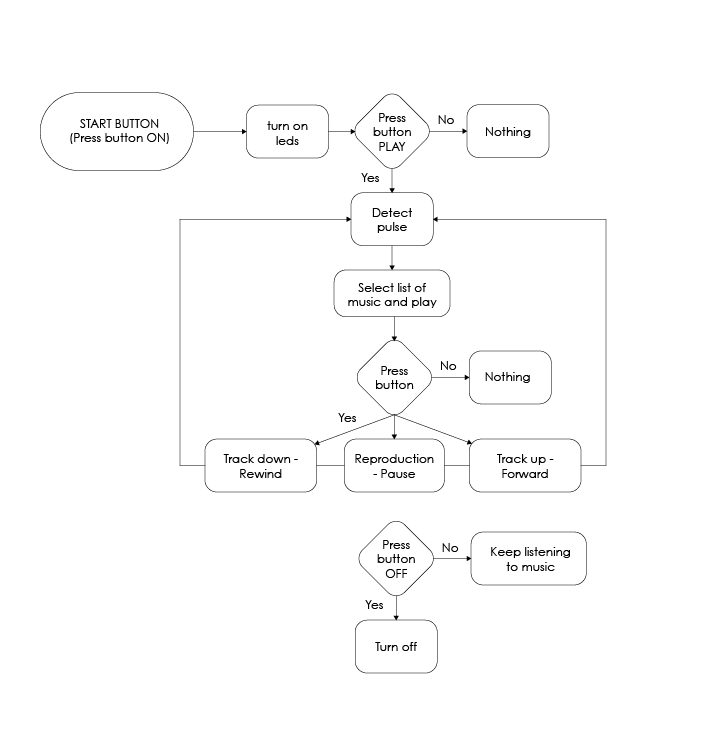 START BUTTON
(Press button ON)
turn on
leds
Press
button
PLAY
No
Nothing
Yes
Detect
pulse
Select list of
music and play
Press
button
No
Nothing
Yes
Track down -
Rewind
Reproduction
- Pause
Track up -
Forward
Press
button
OFF
No
Keep listening
to music
Yes
Turn off